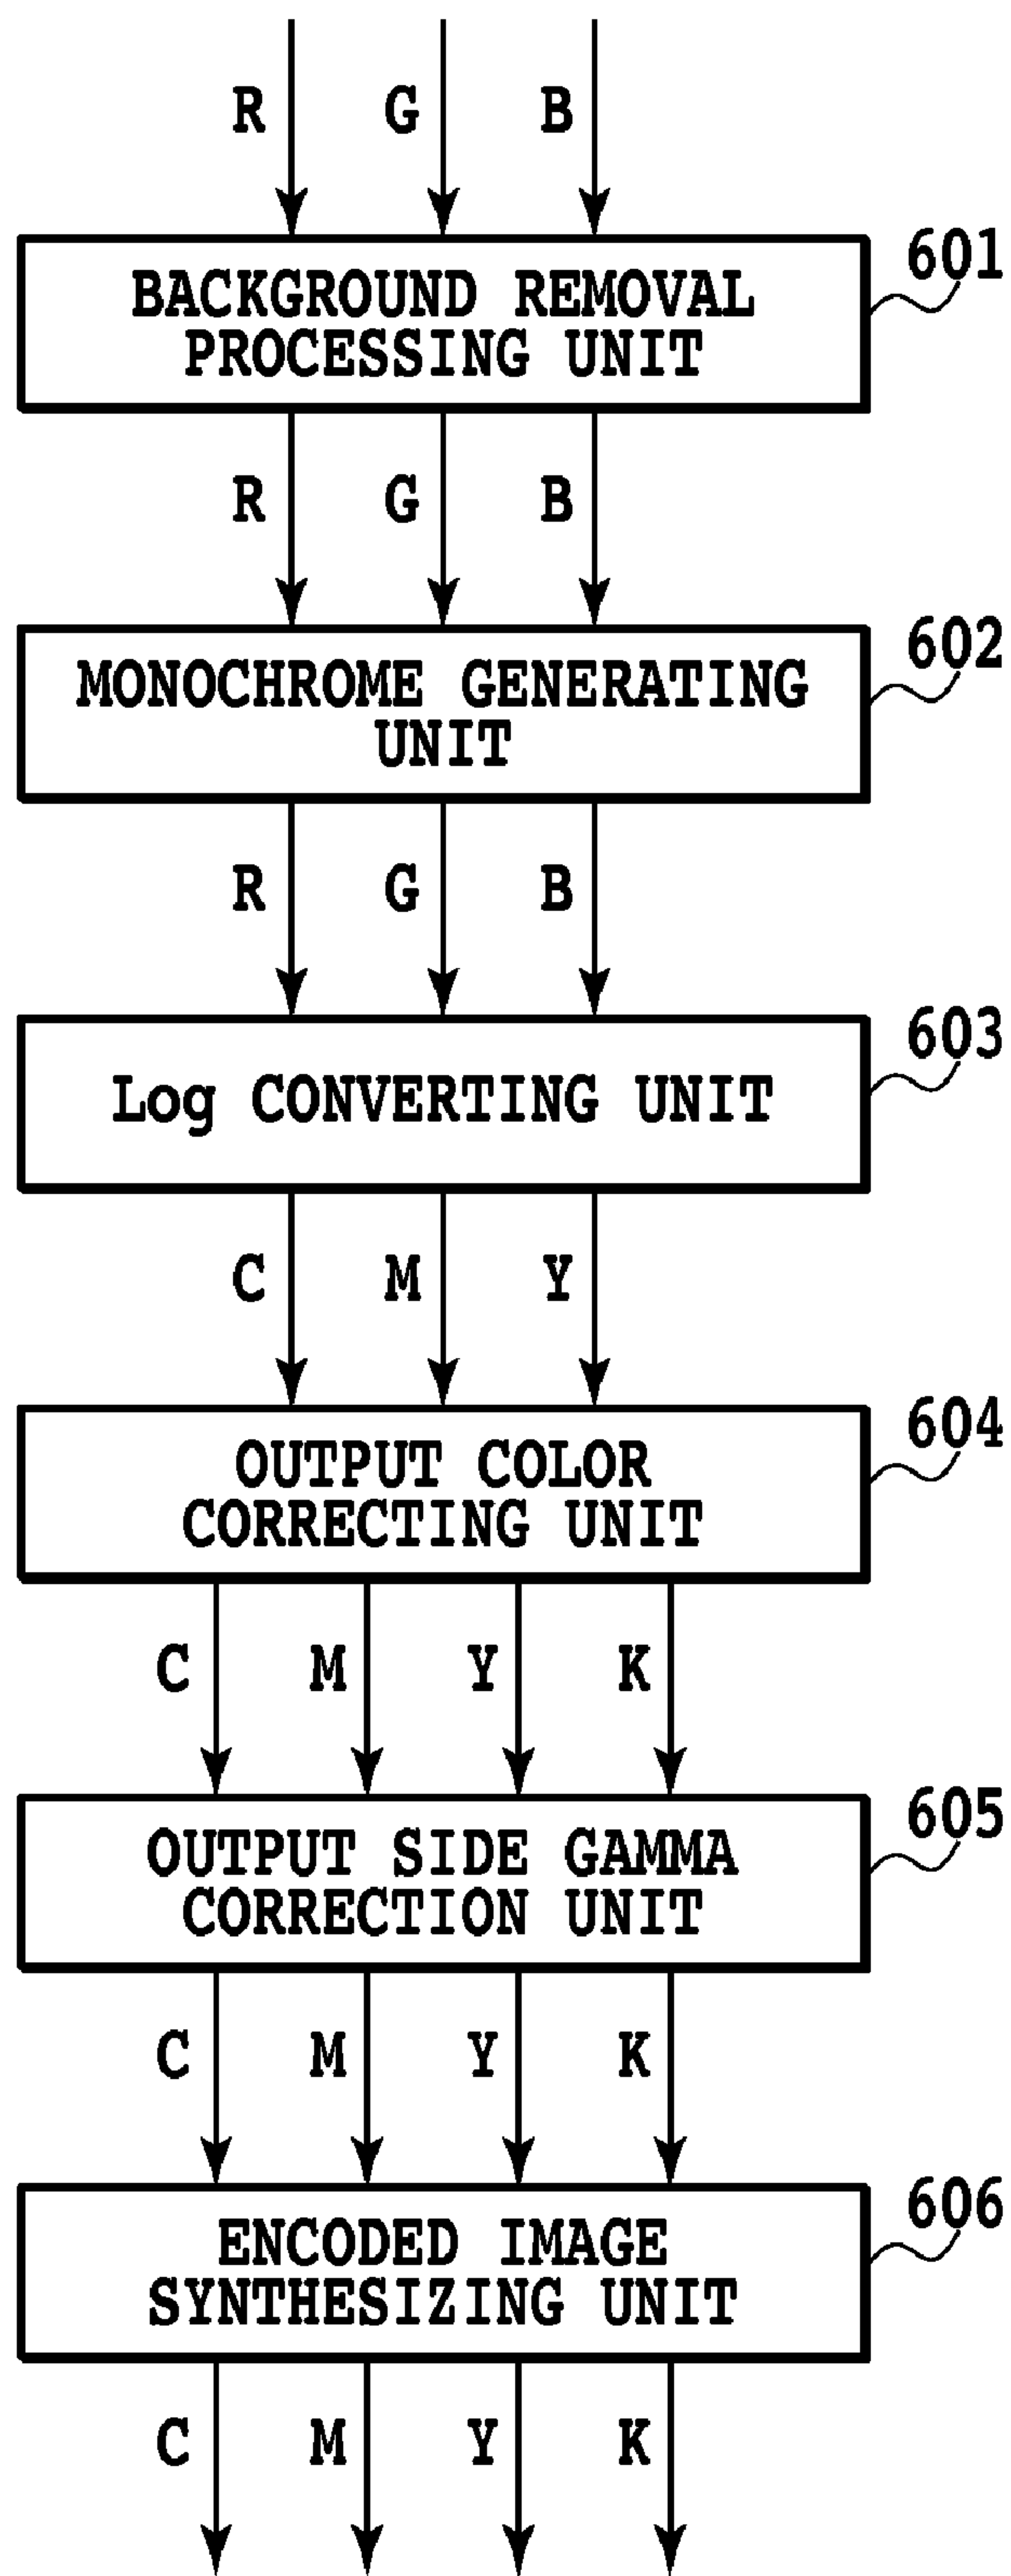 R G B
601
BACKGROUND REMOVAL
PROCESSING UNIT
R G B
602
MONOCHROME GENERATING
UNIT
R G B
603
Log CONVERTING UNIT
C M Y
604
OUTPUT COLOR
CORRECTING UNIT
C M Y K
605
OUTPUT SIDE GAMMA
CORRECTION UNIT
C M Y K
606
ENCODED IMAGE
SYNTHESIZING UNIT
C M Y K